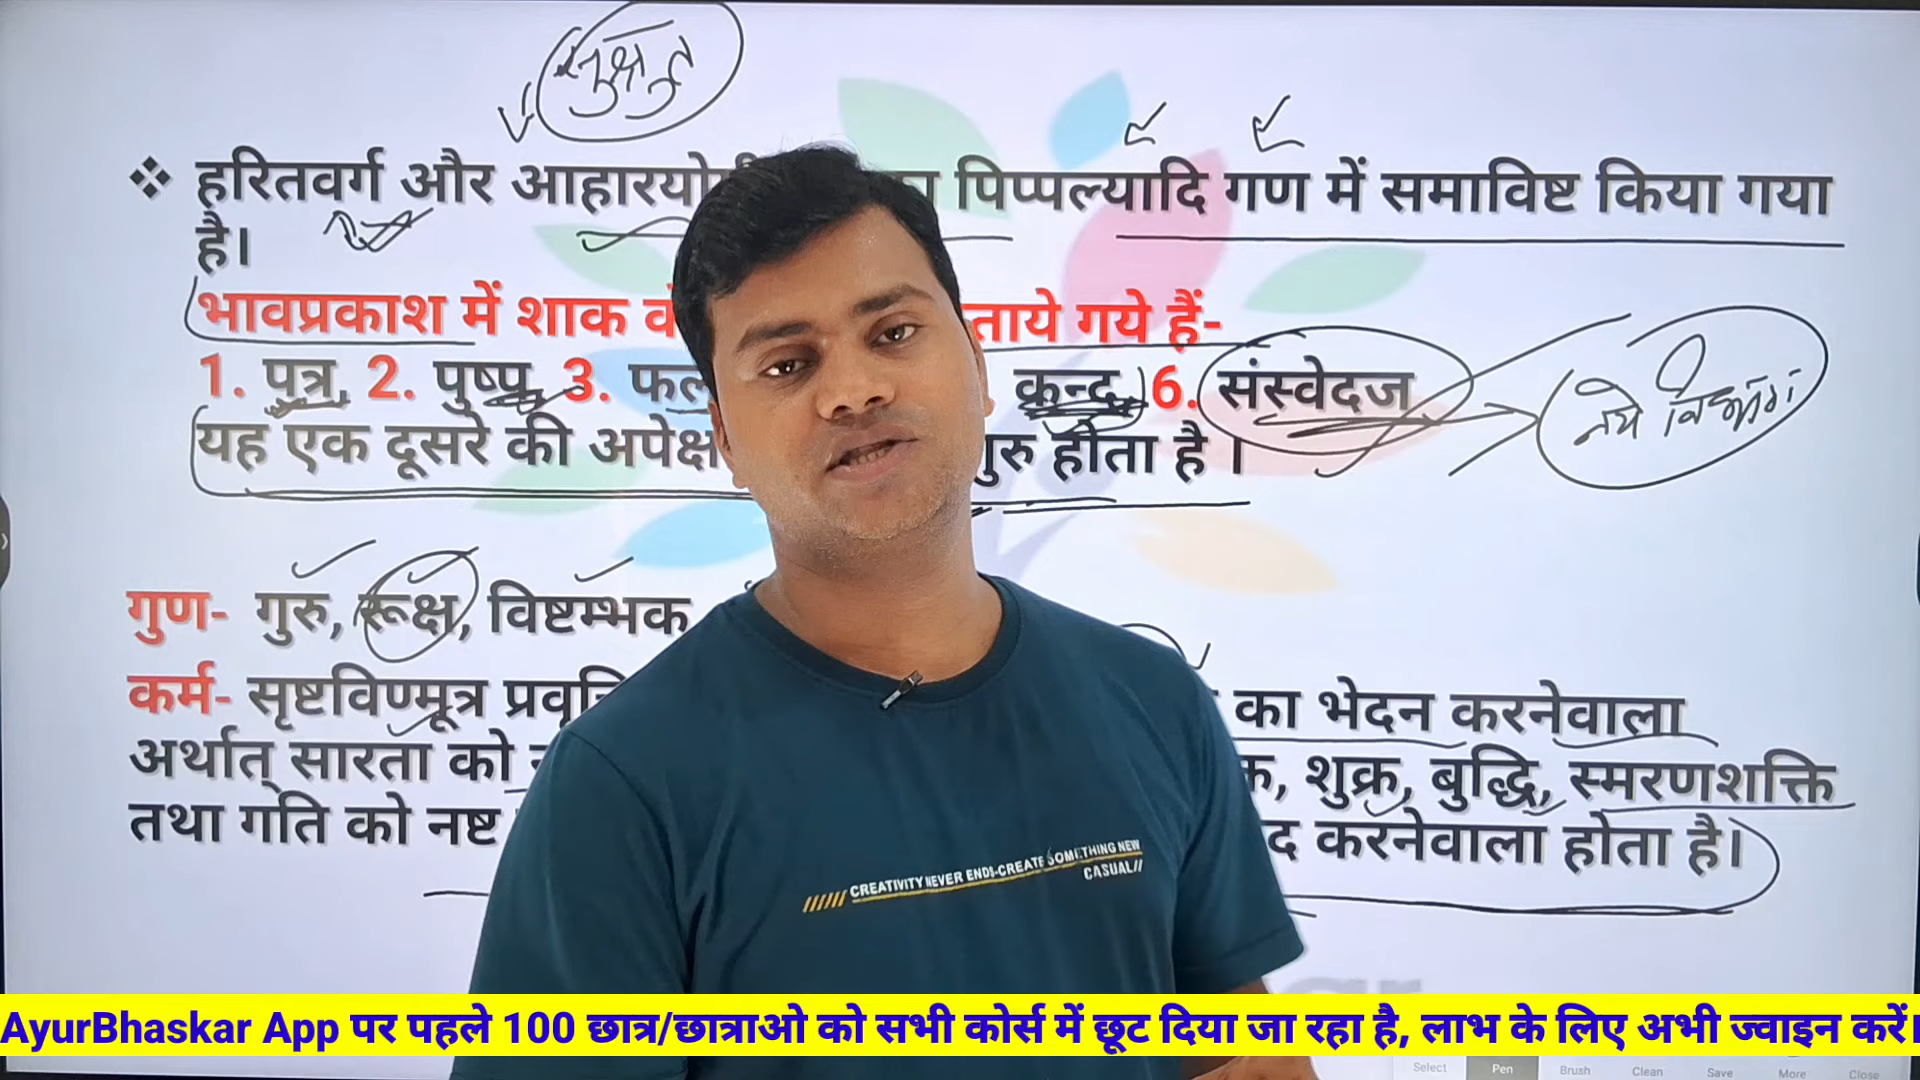 सुश्रुत
❖ हरितवर्ग और आहारयो पिप्पल्यादि गण में समाविष्ट किया गया
है।
भावप्रकाश में शाक ताये गये हैं-
1. पत्र, 2. पुष्प, 3. फल कन्द, 6. संस्वेदज
यह एक दूसरे की अपेक्ष गुरु होता है ।
गुण- गुरु, रूक्ष, विष्टम्भक
कर्म- सृष्टविण्मूत्र प्रवृत्ति का भेदन करनेवाला
अर्थात् सारता को शुक्र, बुद्धि, स्मरणशक्ति
तथा गति को नष्ट करनेवाला होता है।
CREATIVITY NEVER ENDS-CREATE SOMETHING NEW
CASUAL//
AyurBhaskar App पर पहले 100 छात्र/छात्राओ को सभी कोर्स में छूट दिया जा रहा है, लाभ के लिए अभी ज्वाइन करें।
Select Pen Brush Clean Save More Close